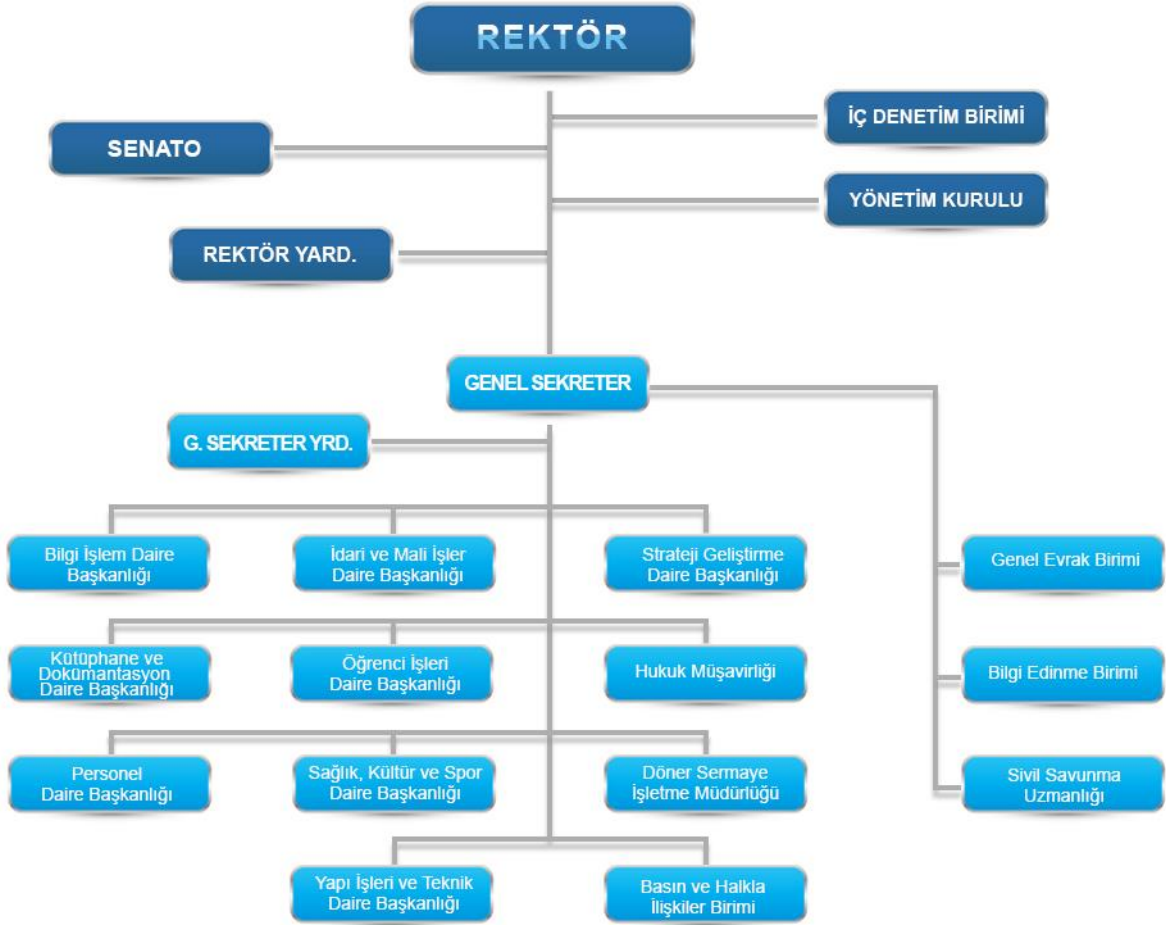 REKTÖR
İÇ DENETİM BİRİMİ
SENATO
YÖNETİM KURULU
REKTÖR YARD.
GENEL SEKRETER
G. SEKRETER YRD.
Bilgi İşlem Daire
Başkanlığı
İdari ve Mali İşler
Daire Başkanlığı
Strateji Geliştirme
Daire Başkanlığı
Genel Evrak Birimi
Kütüphane ve
Dokümantasyon
Daire Başkanlığı
Öğrenci İşleri
Daire Başkanlığı
Hukuk Müşavirliği
Bilgi Edinme Birimi
Personel
Daire Başkanlığı
Sağlık, Kültür ve Spor
Daire Başkanlığı
Döner Sermaye
İşletme Müdürlüğü
Sivil Savunma
Uzmanlığı
Yapı İşleri ve Teknik
Daire Başkanlığı
Basın ve Halkla
İlişkiler Birimi